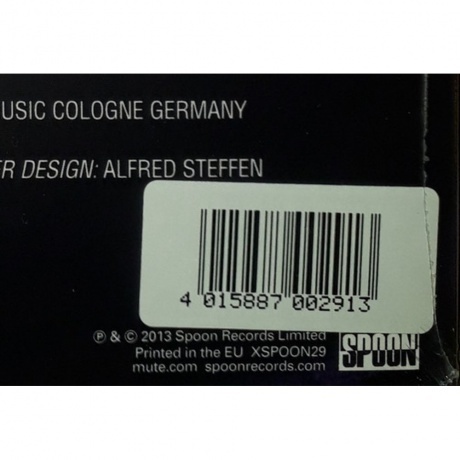 USIC COLOGNE GERMANY
ER DESIGN: ALFRED STEFFEN
4 015887 002913
℗ & © 2013 Spoon Records Limited
Printed in the EU XSPOON29
mute.com spoonrecords.com
SPOON